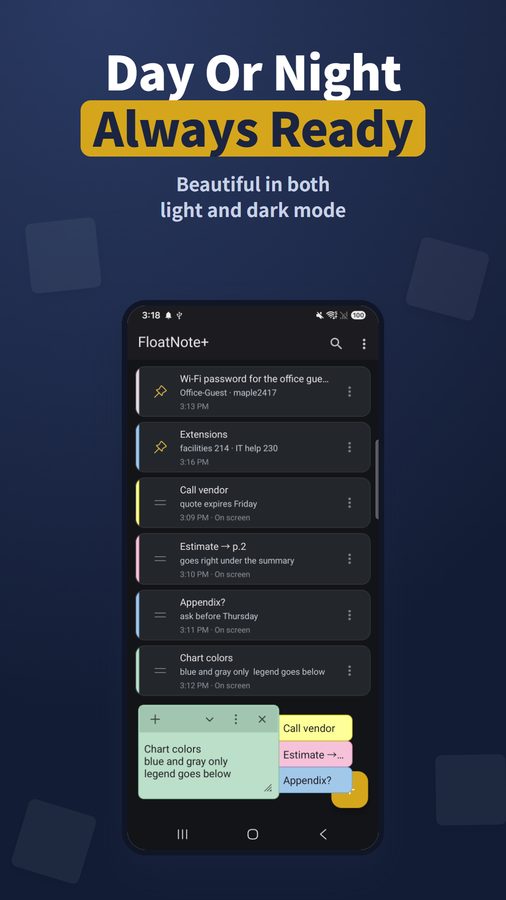 Day Or Night
Always Ready
Beautiful in both
light and dark mode
3:18
100
FloatNote+
Wi-Fi password for the office gue...
Office-Guest · maple2417
3:13 PM
Extensions
facilities 214 · IT help 230
3:16 PM
Call vendor
quote expires Friday
3:09 PM · On screen
Estimate → p.2
goes right under the summary
3:10 PM · On screen
Appendix?
ask before Thursday
3:11 PM · On screen
Chart colors
blue and gray only  legend goes below
3:12 PM · On screen
Chart colors
blue and gray only
legend goes below
Call vendor
Estimate →...
Appendix?